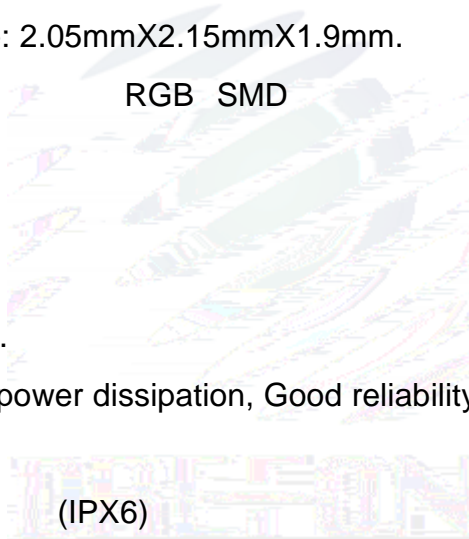 : 2.05mmX2.15mmX1.9mm.
RGB SMD
.
power dissipation, Good reliability
(IPX6)